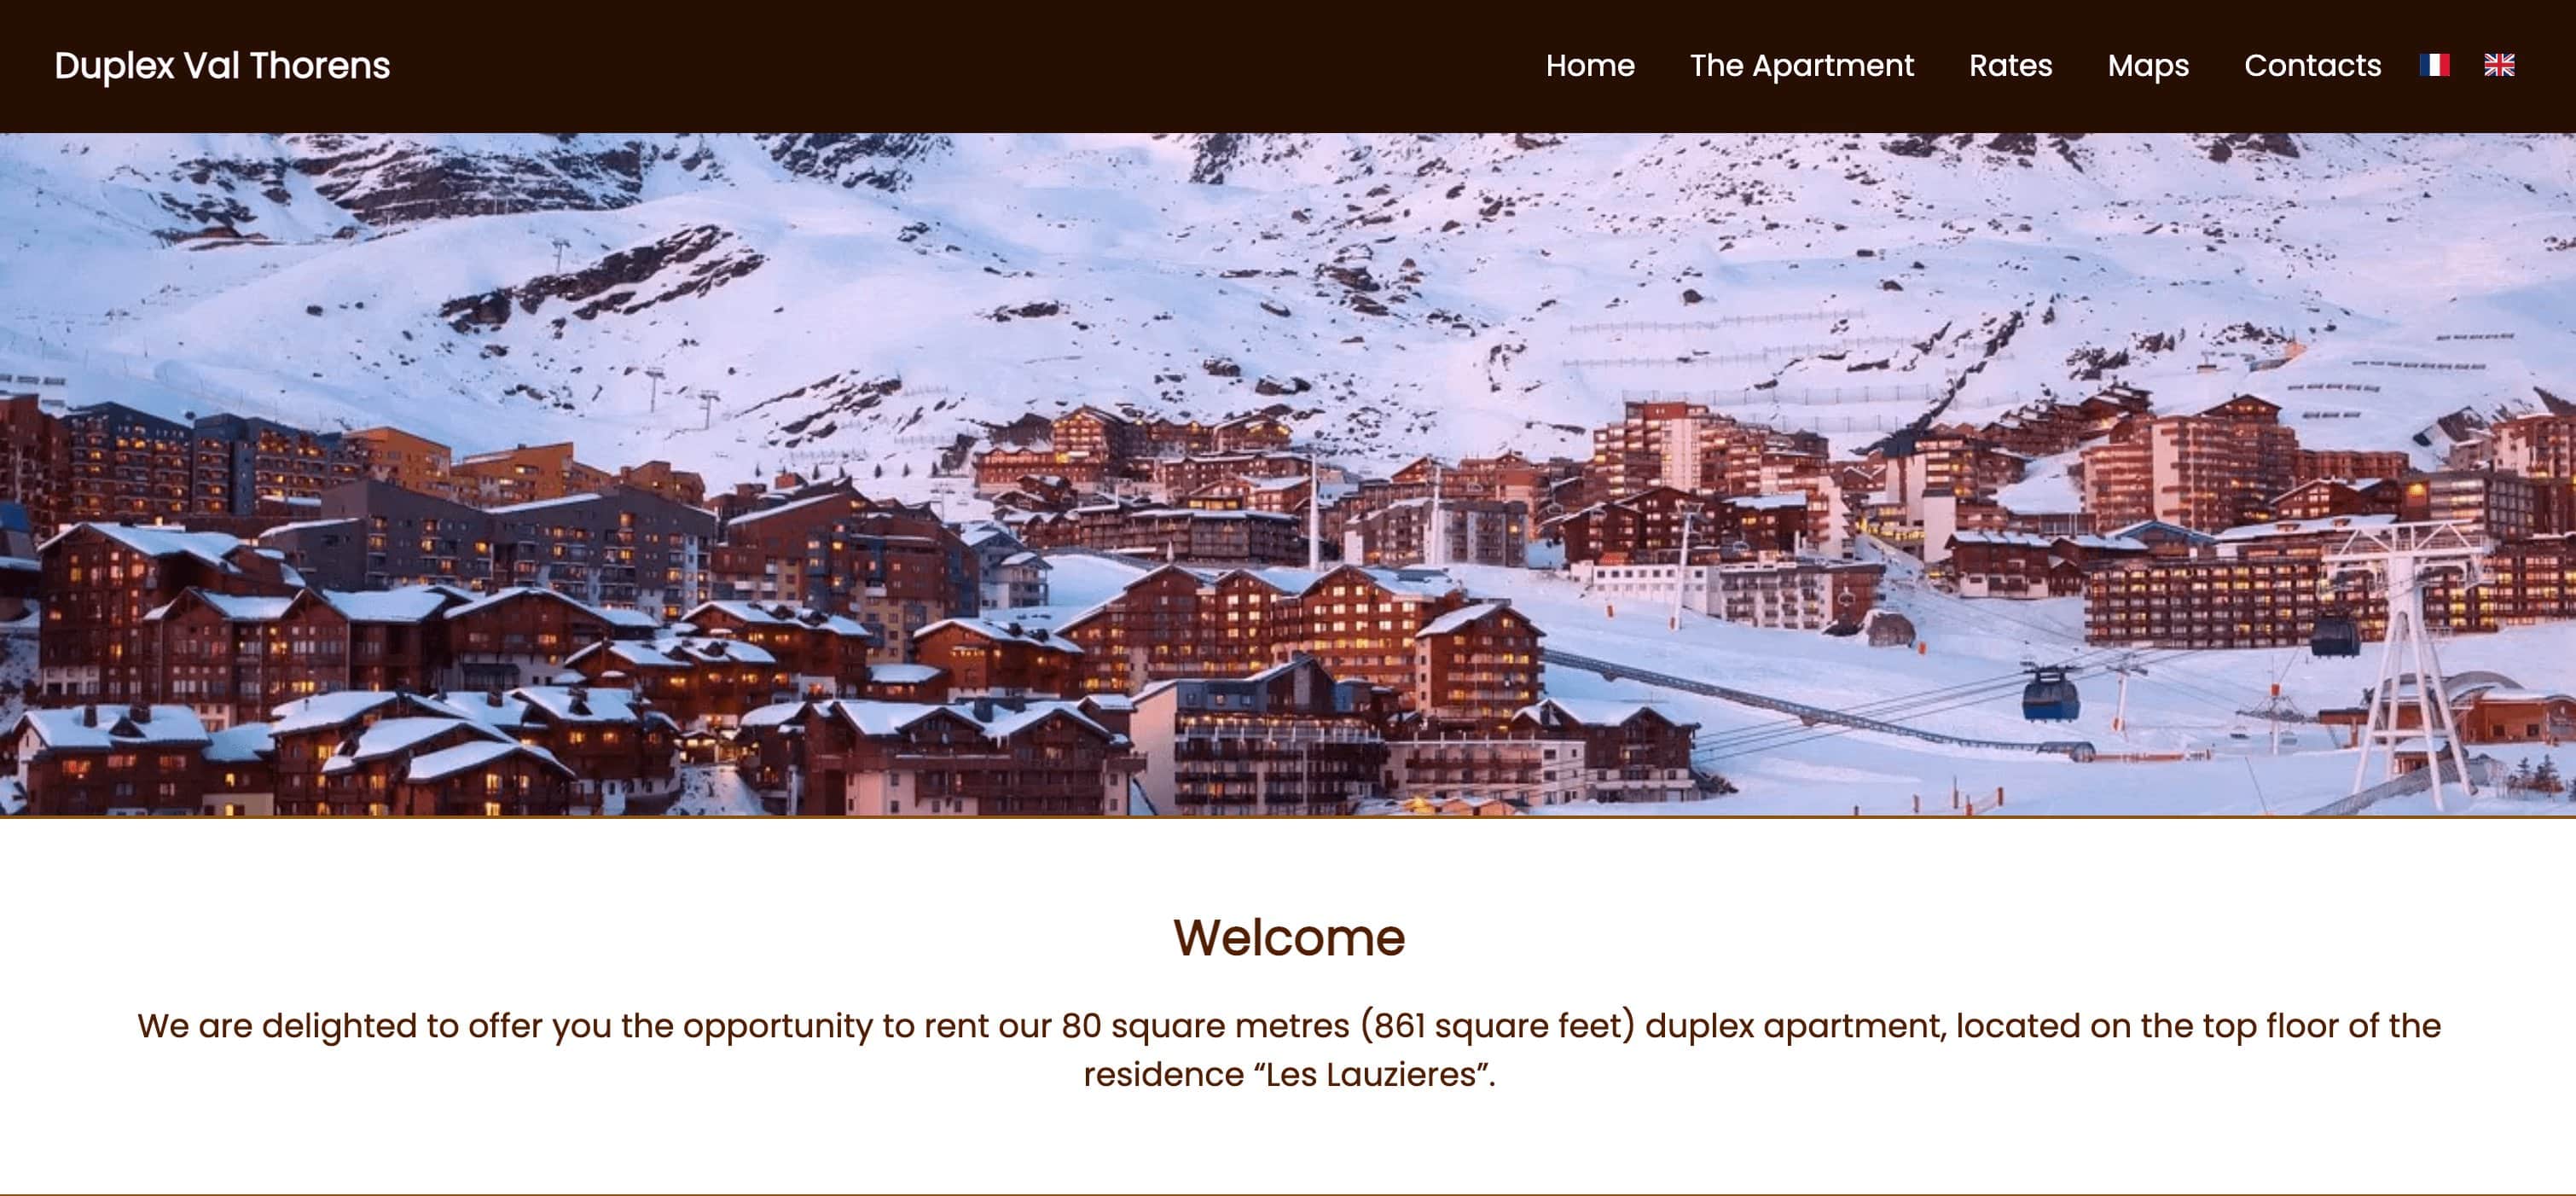 Duplex Val Thorens
Home The Apartment Rates Maps Contacts
Welcome
We are delighted to offer you the opportunity to rent our 80 square metres (861 square feet) duplex apartment, located on the top floor of the
residence “Les Lauzieres”.